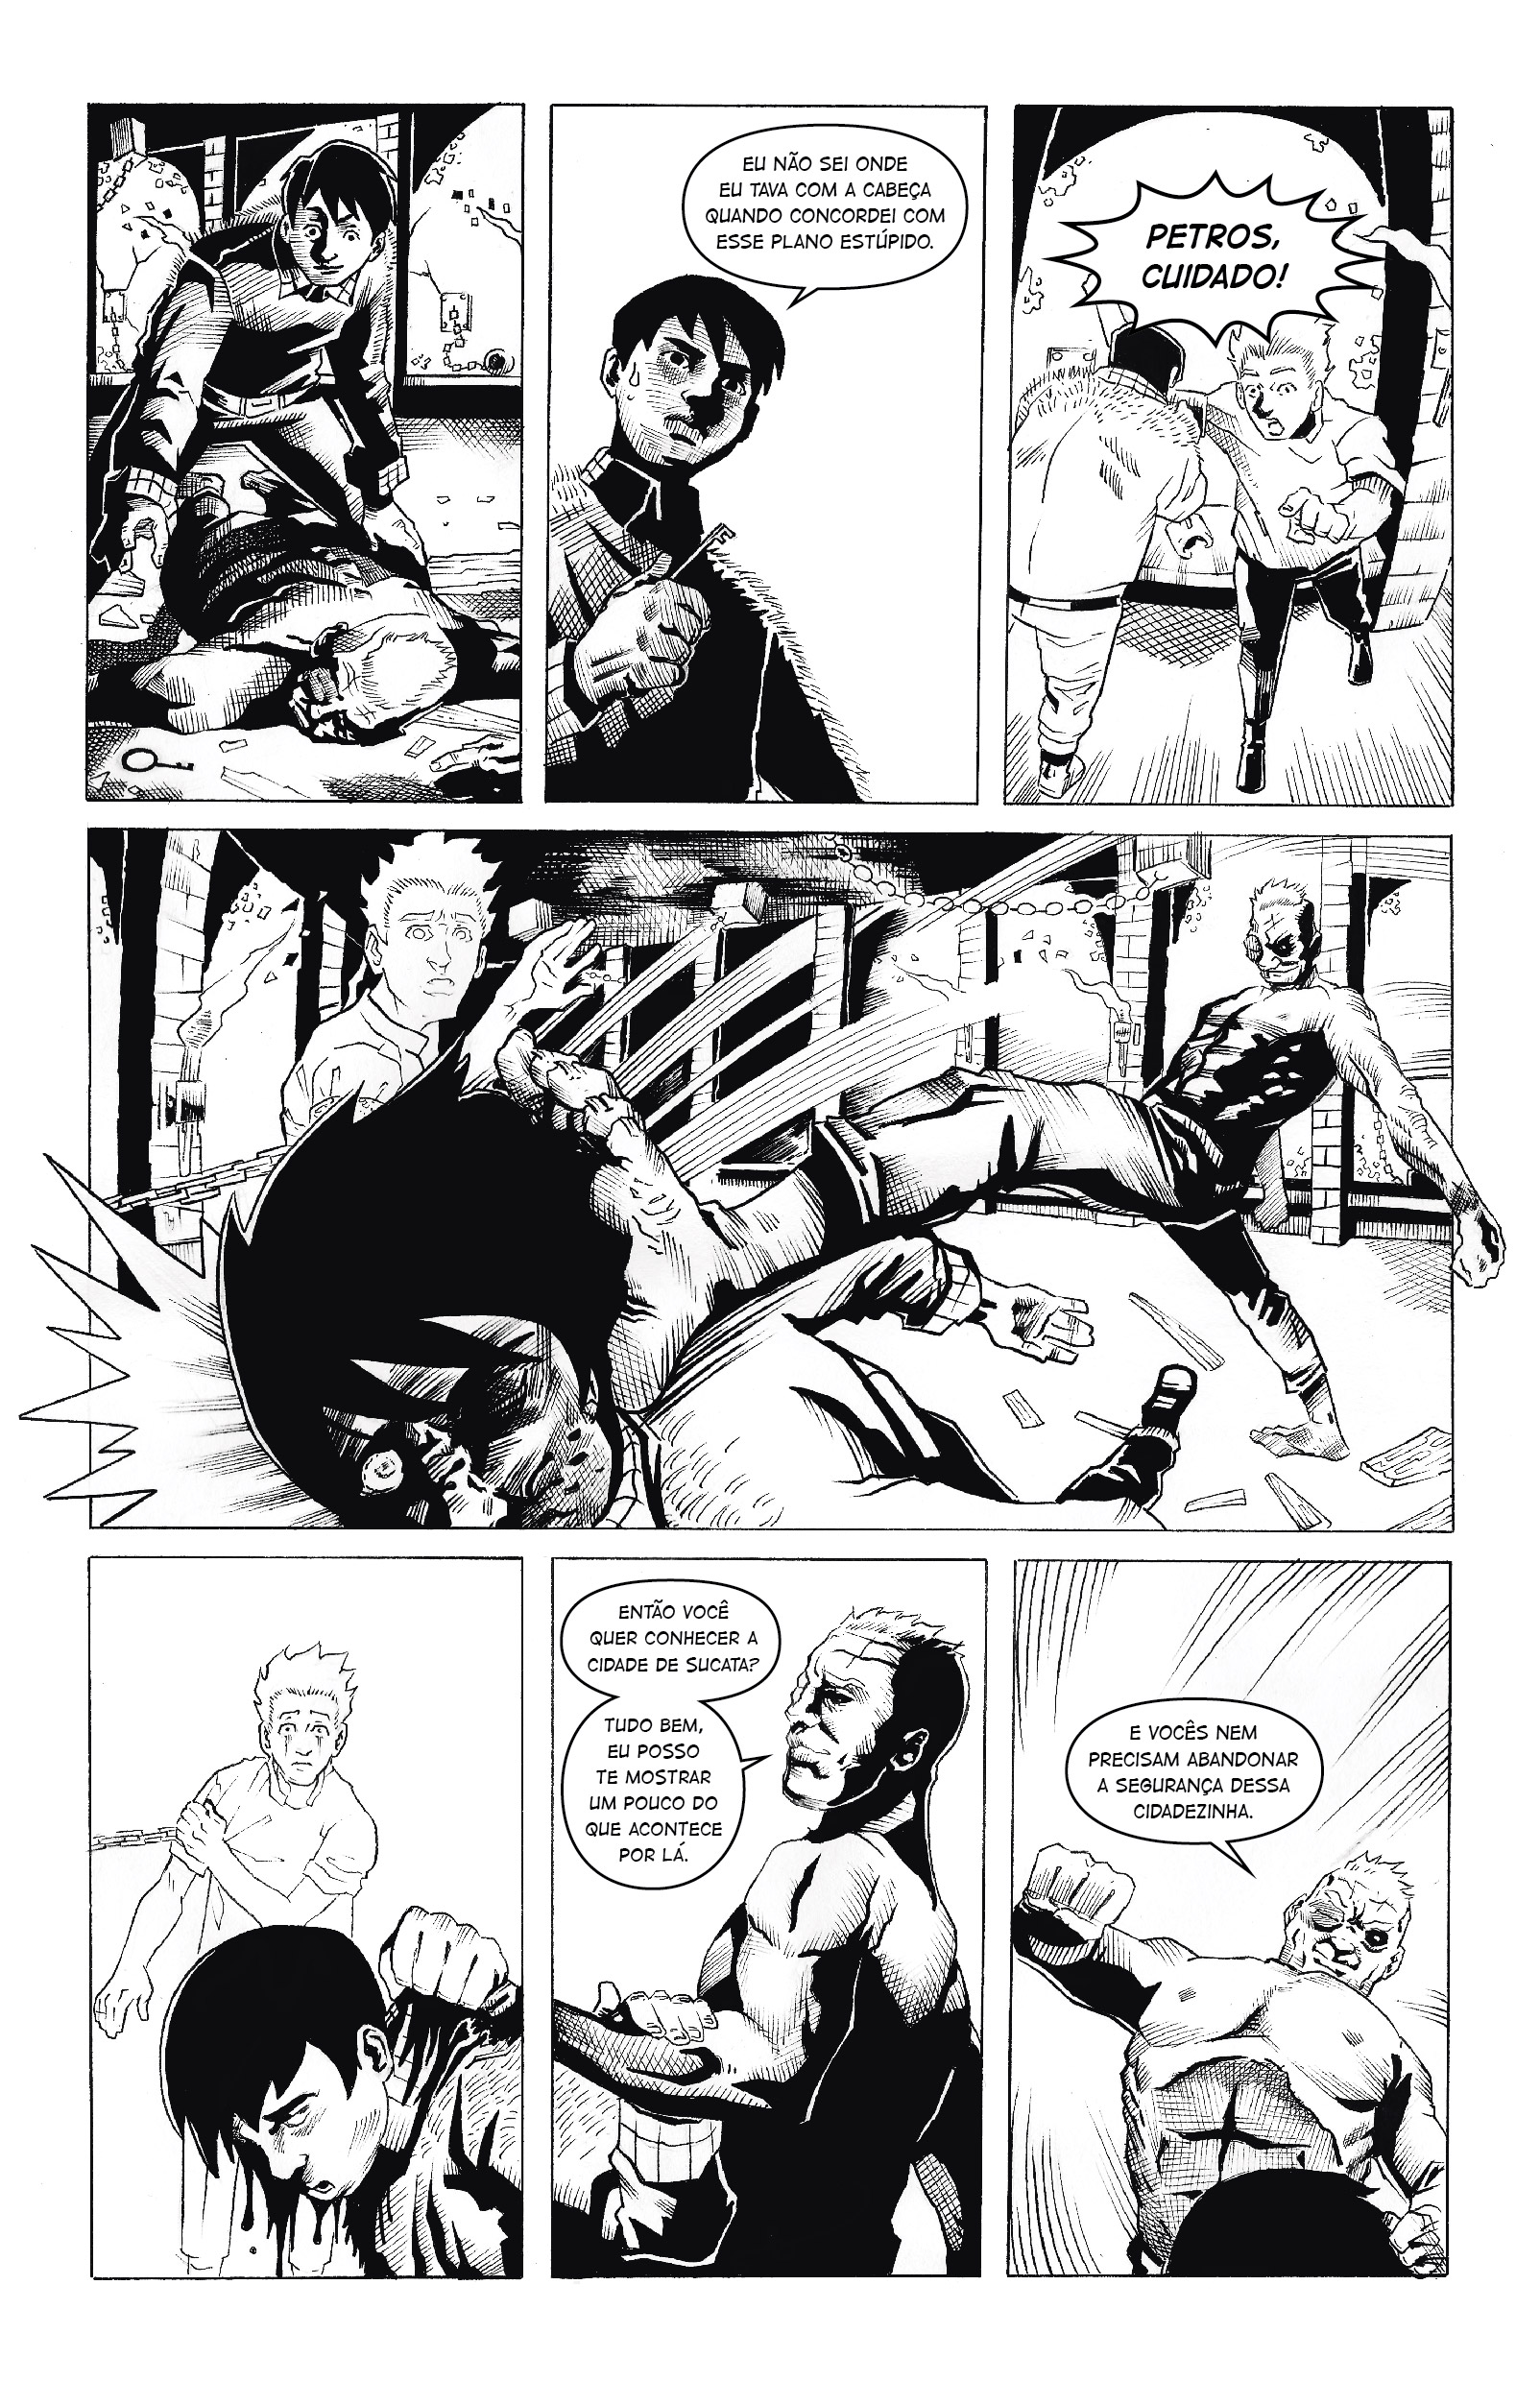 EU NÃO SEI ONDE
EU TAVA COM A CABEÇA
QUANDO CONCORDEI COM
ESSE PLANO ESTÚPIDO.
PETROS,
CUIDADO!
ENTÃO VOCÊ
QUER CONHECER A
CIDADE DE SUCATA?
TUDO BEM,
EU POSSO
TE MOSTRAR
UM POUCO DO
QUE ACONTECE
POR LÁ.
E VOCÊS NEM
PRECISAM ABANDONAR
A SEGURANÇA DESSA
CIDADEZINHA.